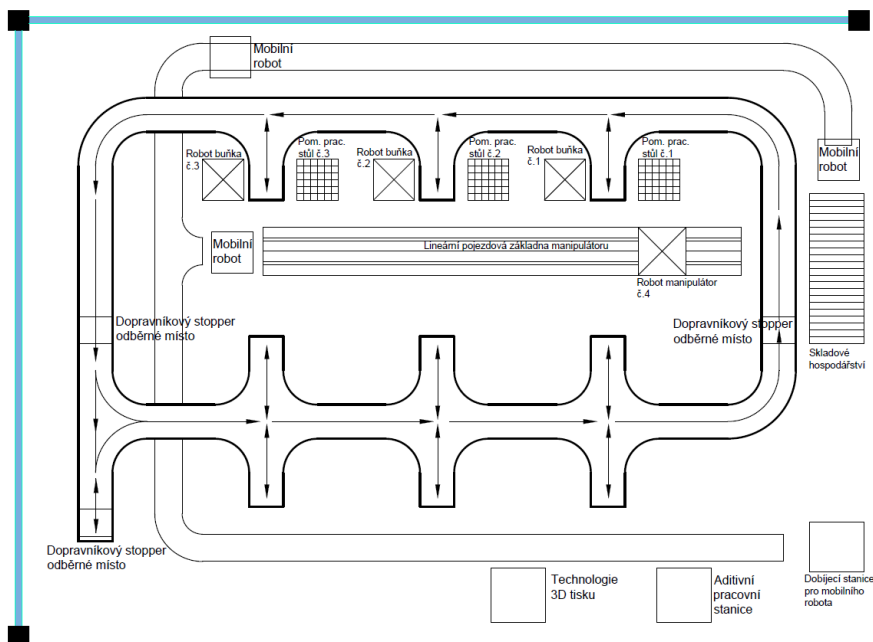 Mobilní
robot
Robot buňka
č.3
Pom. prac.
stůl č.3
Robot buňka
č.2
Pom. prac.
stůl č.2
Robot buňka
č.1
Pom. prac.
stůl č.1
Mobilní
robot
Mobilní
robot
Lineární pojezdová základna manipulátoru
Robot manipulátor
č.4
Dopravníkový stopper
odběrné místo
Dopravníkový stopper
odběrné místo
Skladové
hospodářství
Dopravníkový stopper
odběrné místo
Technologie
3D tisku
Aditivní
pracovní
stanice
Dobíjecí stanice
pro mobilního
robota